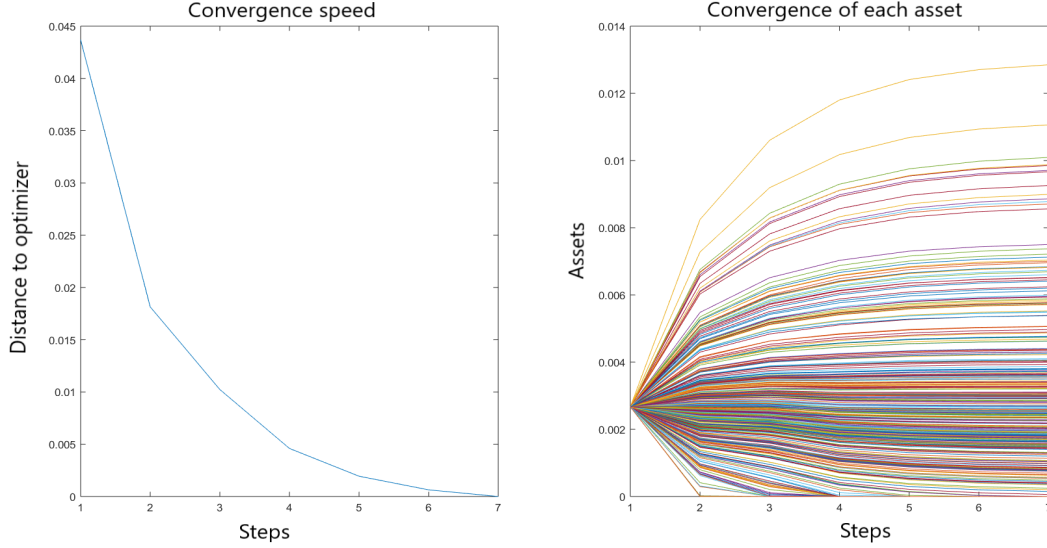 Convergence speed
0.045
0.04
0.035
0.03
0.025
0.02
0.015
0.01
0.005
0
1 2 3 4 5 6 7
Distance to optimizer
Steps
Convergence of each asset
0.014
0.012
0.01
0.008
0.006
0.004
0.002
0
1 2 3 4 5 6 7
Assets
Steps